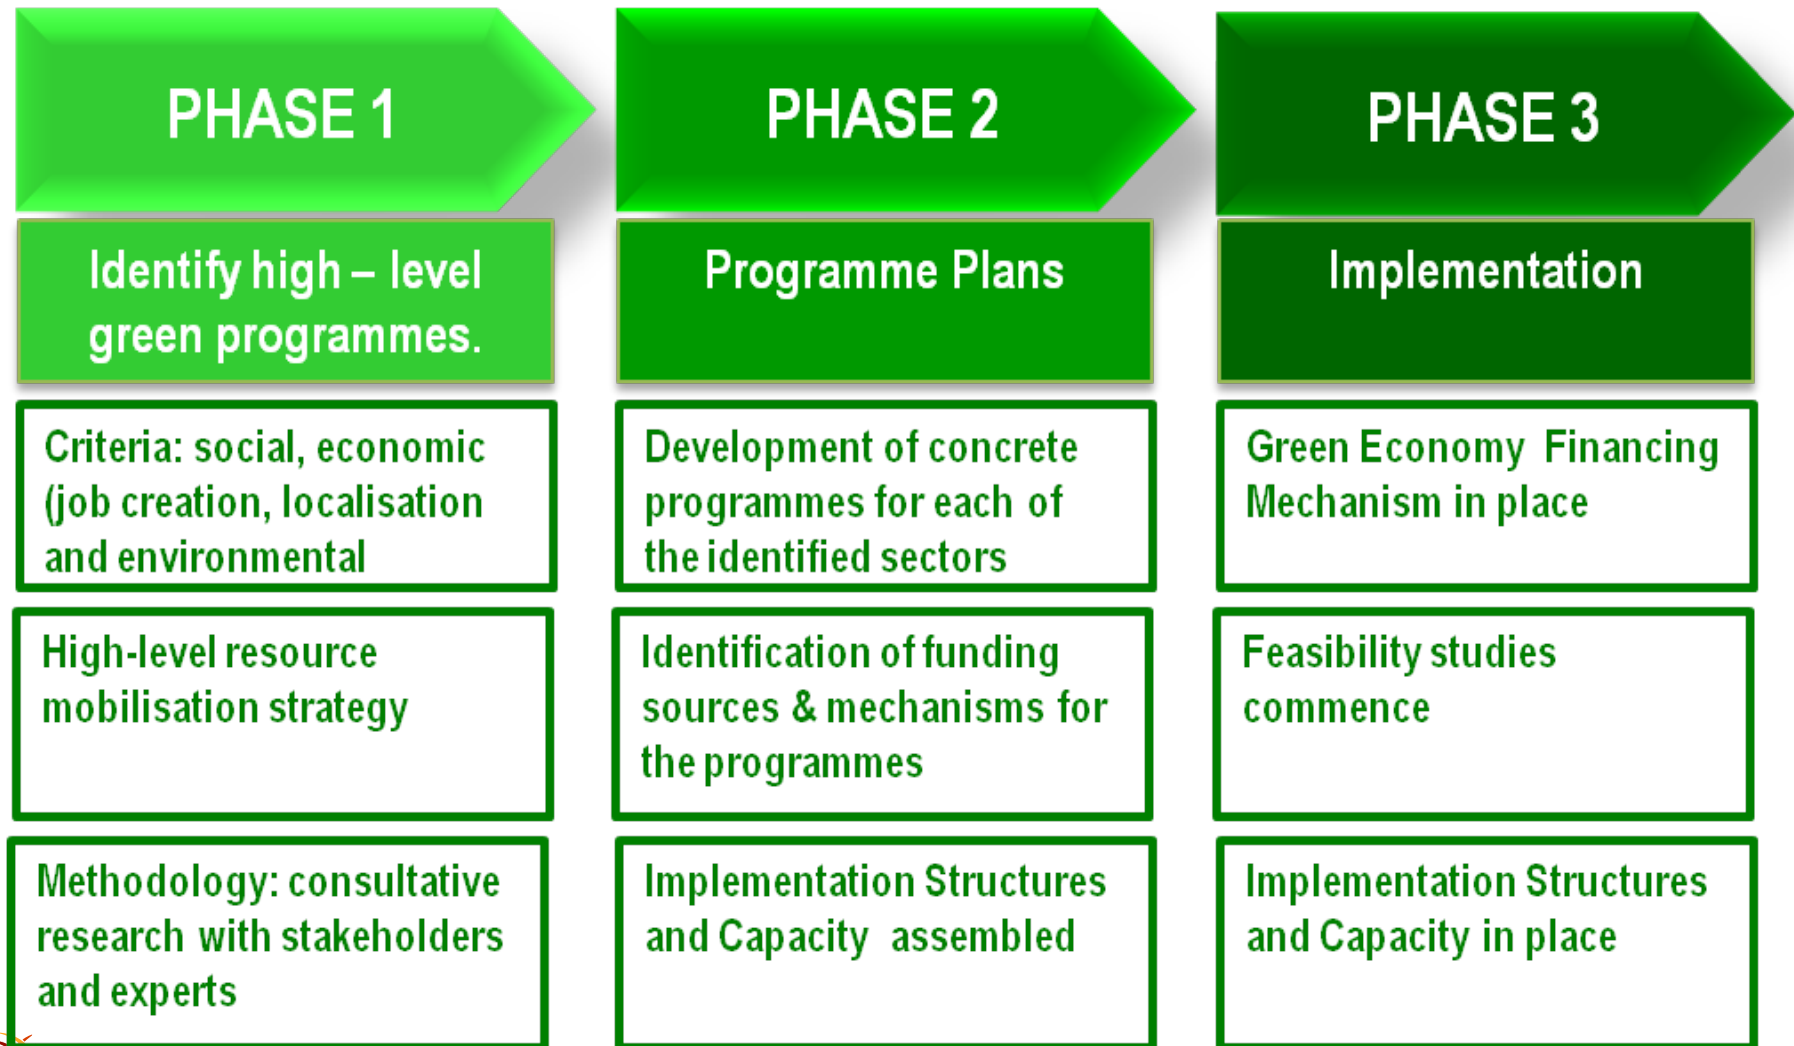 PHASE 1
Identify high – level
green programmes.
Criteria: social, economic
(job creation, localisation
and environmental
High-level resource
mobilisation strategy
Methodology: consultative
research with stakeholders
and experts
PHASE 2
Programme Plans
Development of concrete
programmes for each of
the identified sectors
Identification of funding
sources & mechanisms for
the programmes
Implementation Structures
and Capacity assembled
PHASE 3
Implementation
Green Economy Financing
Mechanism in place
Feasibility studies
commence
Implementation Structures
and Capacity in place